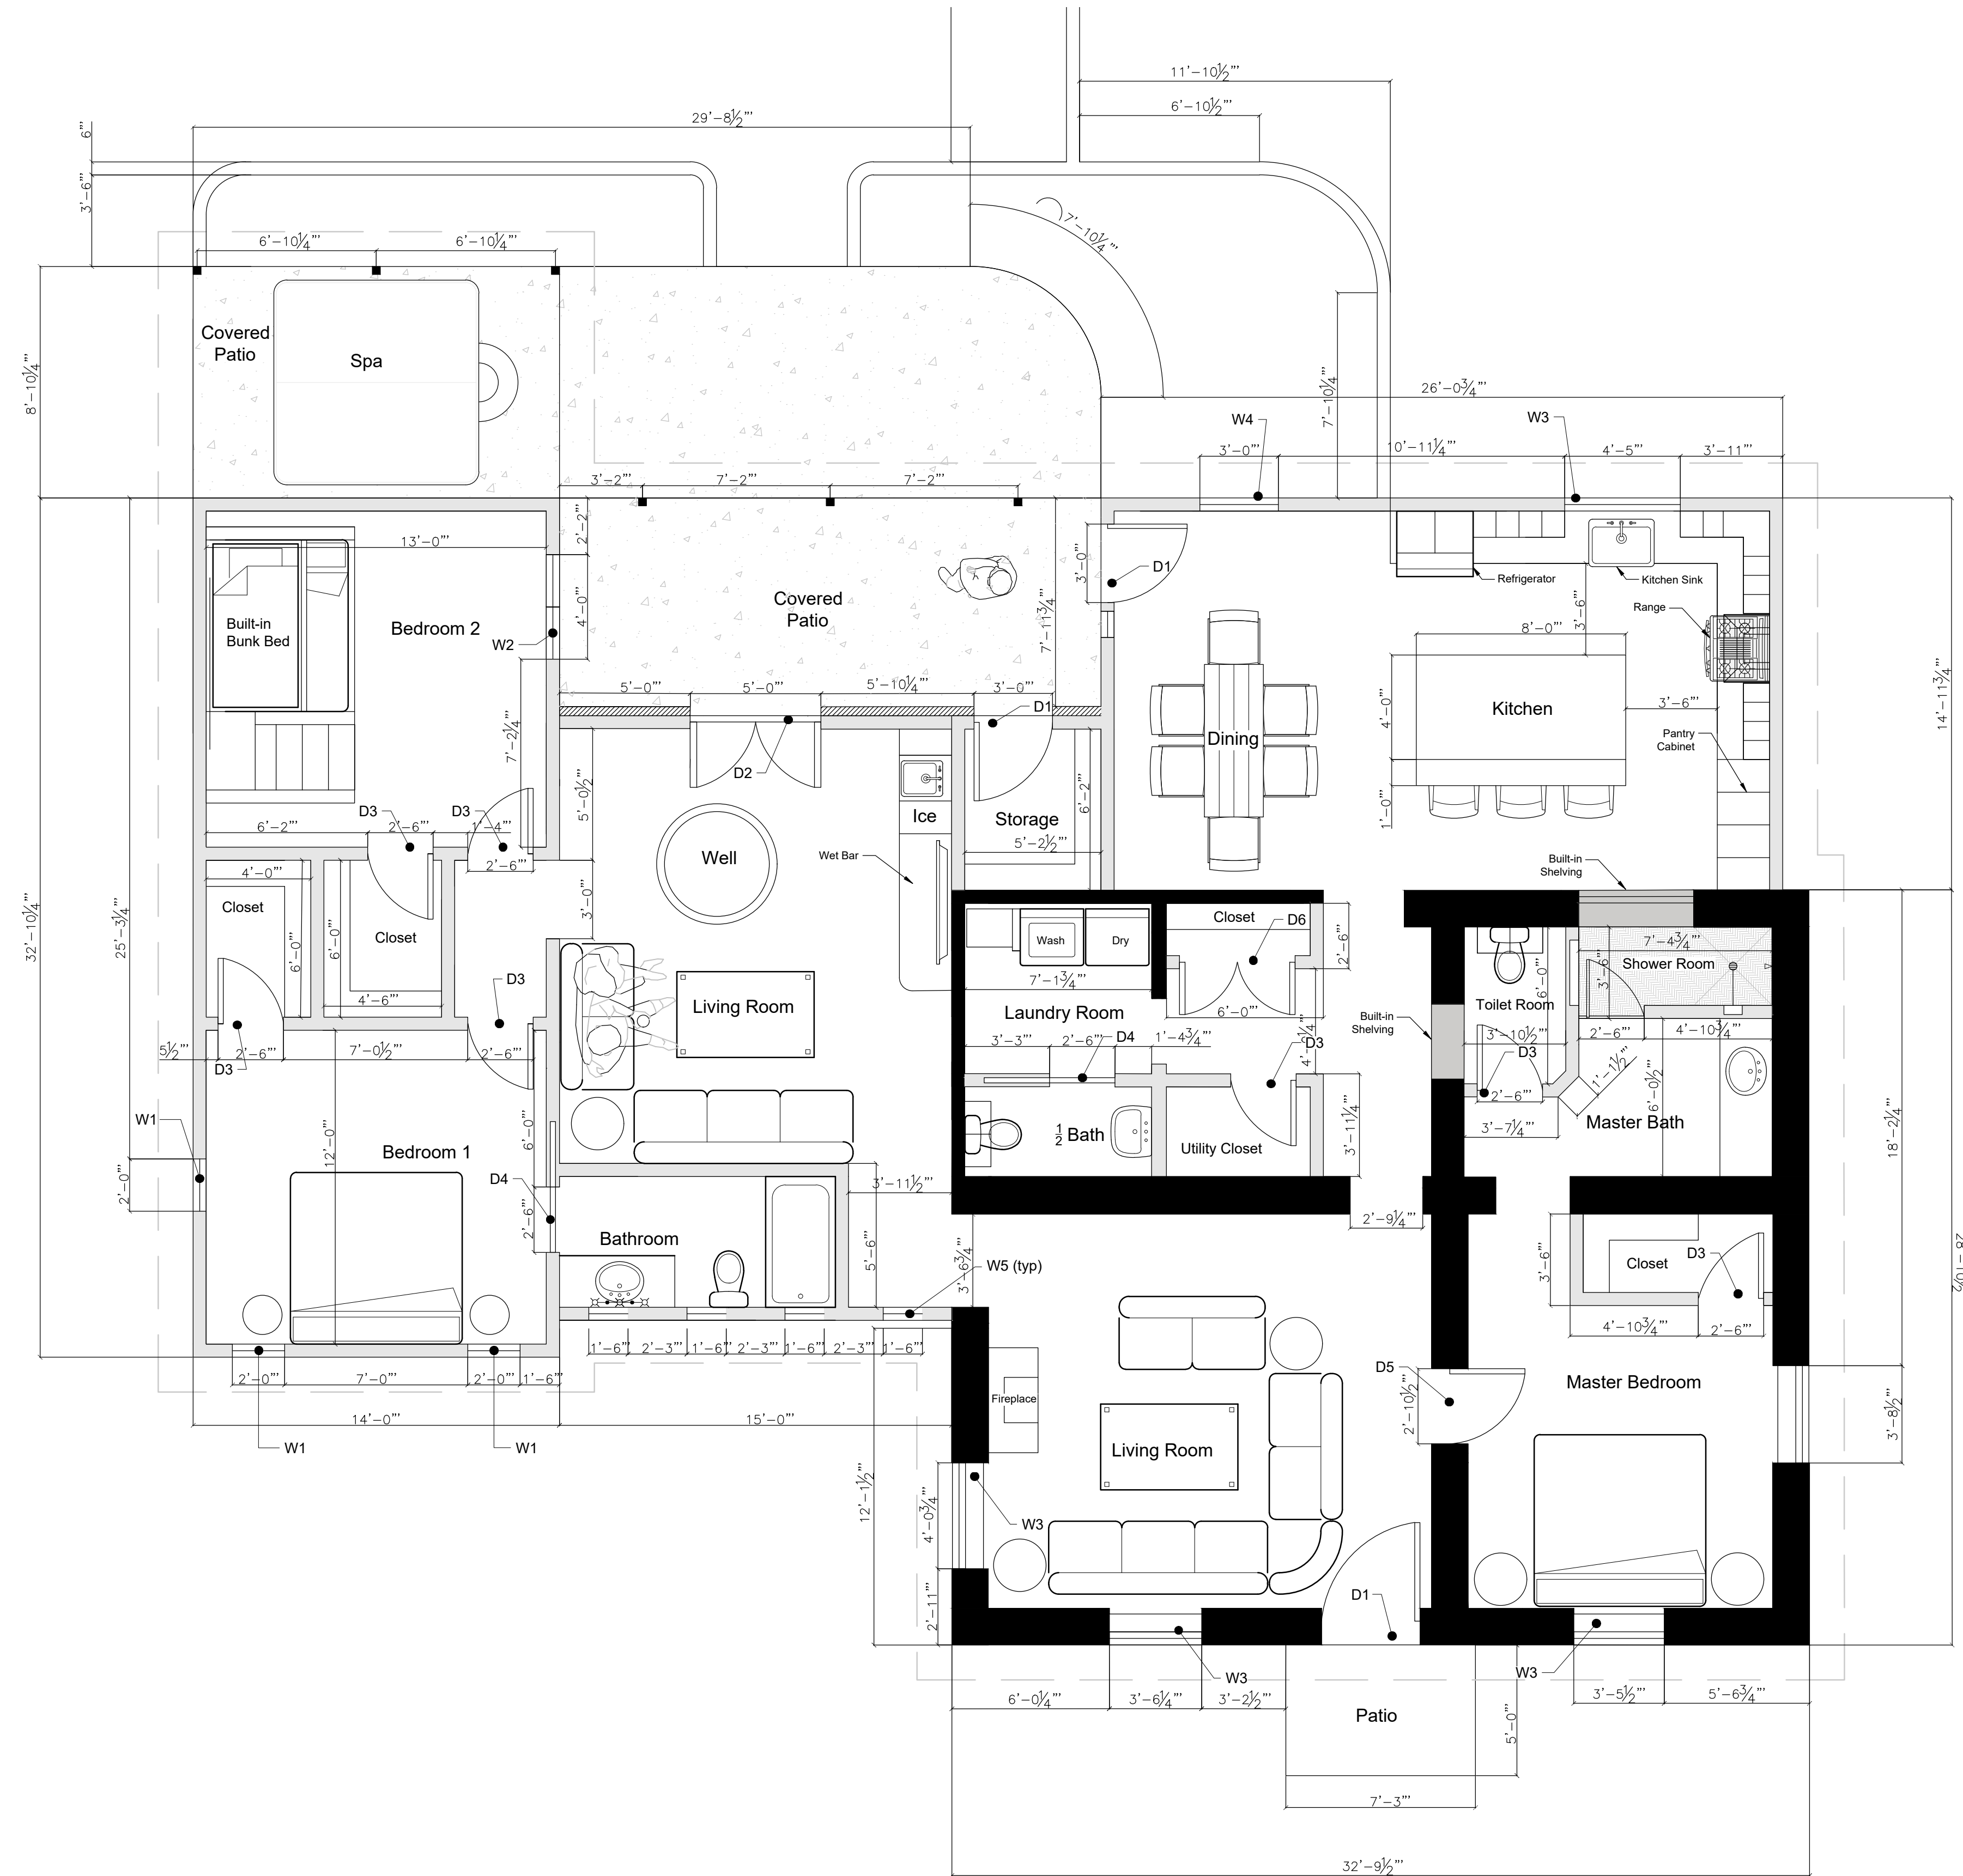 11'-10½"'
6'-10½"'
29'-8½"'
6"'
3'-6"'
7'-10¼"'
6'-10¼"'
6'-10¼"'
Covered
Patio
Spa
8'-10¼"'
7'-10¼"'
26'-0¾"'
W4
W3
3'-0"'
10'-11¼"'
4'-5"'
3'-11"'
3'-2"'
7'-2"'
7'-2"'
13'-0"'
2'-2"'
4'-0"'
3'-0"'
D1
Refrigerator
Kitchen Sink
Range
Built-in
Bunk Bed
Bedroom 2
W2
Covered
Patio
7'-11¾"'
3'-6"'
8'-0"'
4'-0"'
Kitchen
3'-6"'
Pantry
Cabinet
14'-11¾"'
5'-0"'
5'-0"'
5'-10¼"'
3'-0"'
D1
Dining
7'-2¼"'
D2
1'-0"'
6'-2"'
D3
2'-6"'
D3
1'-4"'
2'-6"'
5'-0½"'
Well
Ice
Wet Bar
Storage
5'-2½"'
6'-2"'
Built-in
Shelving
32'-10¼"'
25'-3¼"'
4'-0"'
Closet
6'-0"'
6'-0"'
Closet
4'-6"'
3'-0"'
D3
Living Room
Wash
Dry
7'-1¾"'
Laundry Room
Closet
D6
2'-6"'
6'-0"'
Built-in
Shelving
7'-4¾"'
3'-6"'
Shower Room
Toilet Room
6'-0"'
3'-10½"'
2'-6"'
4'-10¾"'
5½"'
2'-6"'
D3
7'-0½"'
2'-6"'
3'-3"'
2'-6"'
D4
1'-4¾"'
4'-1¼"'
D3
D3
2'-6"'
1'-1½"'
6'-0½"'
3'-7¼"'
Master Bath
W1
2'-0"'
Bedroom 1
12'-0"'
6'-0"'
D4
2'-6"'
½ Bath
Utility Closet
3'-11¼"'
18'-2¼"'
3'-11½"'
2'-9¼"'
Bathroom
5'-6"'
3'-6¾"'
W5 (typ)
3'-6"'
Closet
D3
4'-10¾"'
2'-6"'
28'-10½"'
1'-6"'
2'-3"'
1'-6"'
2'-3"'
1'-6"'
2'-3"'
1'-6"'
2'-0"'
7'-0"'
2'-0"'
1'-6"'
D5
2'-10½"'
Master Bedroom
3'-8½"'
Fireplace
14'-0"'
15'-0"'
W1
W1
12'-1½"'
4'-0¾"'
Living Room
W3
2'-11"'
D1
W3
W3
6'-0¼"'
3'-6¼"'
3'-2½"'
Patio
5'-0"'
3'-5½"'
5'-6¾"'
7'-3"'
32'-9½"'